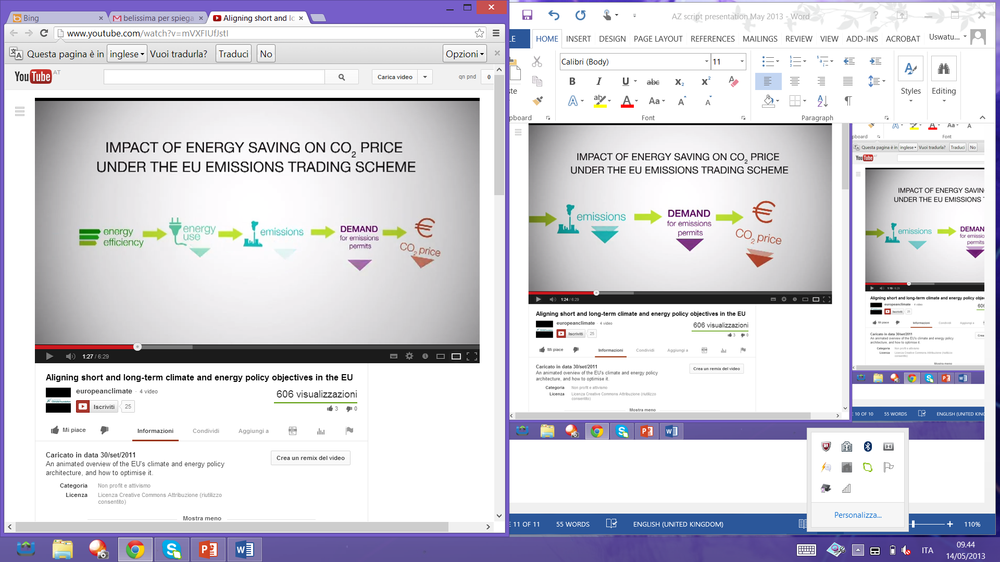 Bing
belissima per spiega
Aligning short and lc
www.youtube.com/watch?v=mVXFIUfJstI
Questa pagina è in inglese Vuoi tradurla? Traduci No Opzioni
YouTube AT
Carica video
qn pnd 0
IMPACT OF ENERGY SAVING ON CO2 PRICE
UNDER THE EU EMISSIONS TRADING SCHEME
energy
efficiency
energy
use
emissions
DEMAND
for emissions
permits
€
CO2 price
1:27 / 6:29
Aligning short and long-term climate and energy policy objectives in the EU
europeanclimate · 4 video
Iscriviti 25
606 visualizzazioni
3 0
Mi piace Informazioni Condividi Aggiungi a
Caricato in data 30/set/2011
An animated overview of the EU's climate and energy policy
architecture, and how to optimise it.
Crea un remix del video
Categoria Non profit e attivismo
Licenza Licenza Creative Commons Attribuzione (riutilizzo
consentito)
Mostra meno
AZ script presentation May 2013 - Word
LE HOME INSERT DESIGN PAGE LAYOUT REFERENCES MAILINGS REVIEW VIEW ADD-INS ACROBAT Uswatu...
Calibri (Body) 11
ste
Styles Editing
pboard Font Paragraph
IMPACT OF ENERGY SAVING ON CO2 PRICE
UNDER THE EU EMISSIONS TRADING SCHEME
emissions
DEMAND
for emissions
permits
€
CO2 price
1:24 / 6:29
Aligning short and long-term climate and energy policy objectives in the EU
europeanclimate · 4 video
Iscriviti 25
606 visualizzazioni
3 0
Mi piace Informazioni Condividi Aggiungi a
Caricato in data 30/set/2011
An animated overview of the EU's climate and energy policy
architecture, and how to optimise it.
Crea un remix del video
Categoria Non profit e attivismo
Licenza Licenza Creative Commons Attribuzione (riutilizzo
consentito)
Mostra meno
pboard Font
Questa pagina è in inglese Vuoi tradurla? Traduci No
YouTube AT
IMPACT OF ENERGY SAVIN
UNDER THE EU EMISSIONS T
emissions
DEMAN
for emission
permits
1:19 / 6:29
Aligning short and long-term climate and energy policy obje
europeanclimate · 4 video
Iscriviti 25
606
Mi piace Informazioni Condividi Aggiungi a
Caricato in data 30/set/2011
An animated overview of the EU's climate and energy policy
architecture, and how to optimise it.
Crea
Categoria Non profit e attivismo
Licenza Licenza Creative Commons Attribuzione (riutilizzo
consentito)
Mostra meno
E 10 OF 10 55 WORDS ENGLISH (UNITED KINGD
Personalizza...
E 11 OF 11 55 WORDS ENGLISH (UNITED KINGDOM) 110%
ITA
09.44
14/05/2013